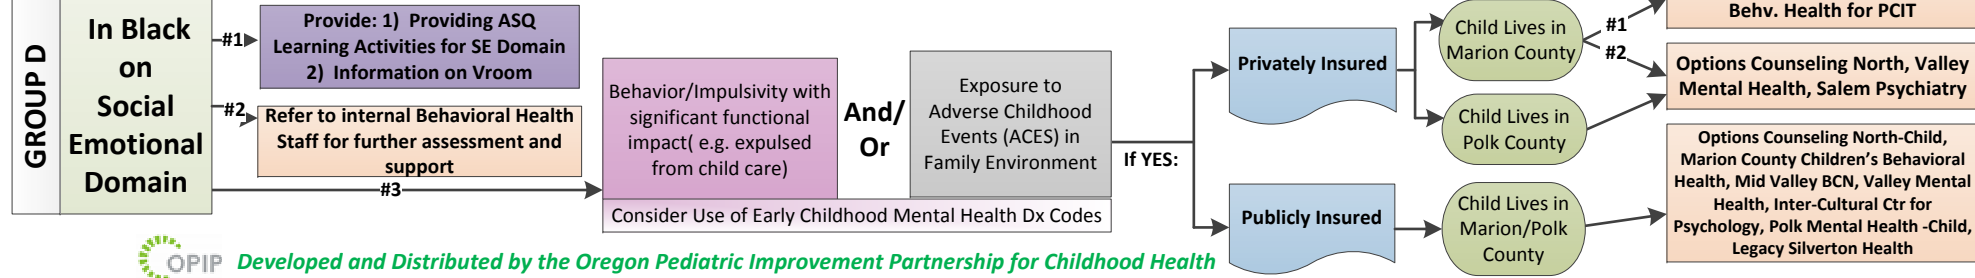 GROUP D
In Black
on
Social
Emotional
Domain
#1
Provide: 1)  Providing ASQ
Learning Activities for SE Domain
2)  Information on Vroom
#2
Refer to internal Behavioral Health
Staff for further assessment and
support
#3
Behavior/Impulsivity with
significant functional
impact( e.g. expulsed
from child care)
And/
Or
Exposure to
Adverse Childhood
Events (ACES) in
Family Environment
Consider Use of Early Childhood Mental Health Dx Codes
If YES:
Privately Insured
Child Lives in
Marion County
#1
Behv. Health for PCIT
#2
Options Counseling North, Valley
Mental Health, Salem Psychiatry
Child Lives in
Polk County
Publicly Insured
Child Lives in
Marion/Polk
County
Options Counseling North-Child,
Marion County Children's Behavioral
Health, Mid Valley BCN, Valley Mental
Health, Inter-Cultural Ctr for
Psychology, Polk Mental Health -Child,
Legacy Silverton Health
OPIP
Developed and Distributed by the Oregon Pediatric Improvement Partnership for Childhood Health